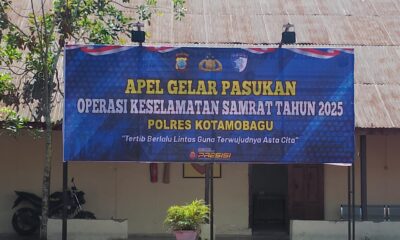 APEL GELAR PASUKAN
OPERASI KESELAMATAN SAMRAT TAHUN 2025
POLRES KOTAMOBAGU
"Tertib Berlalu Lintas Guna Terwujudnya Asta Cita"
PRESISI